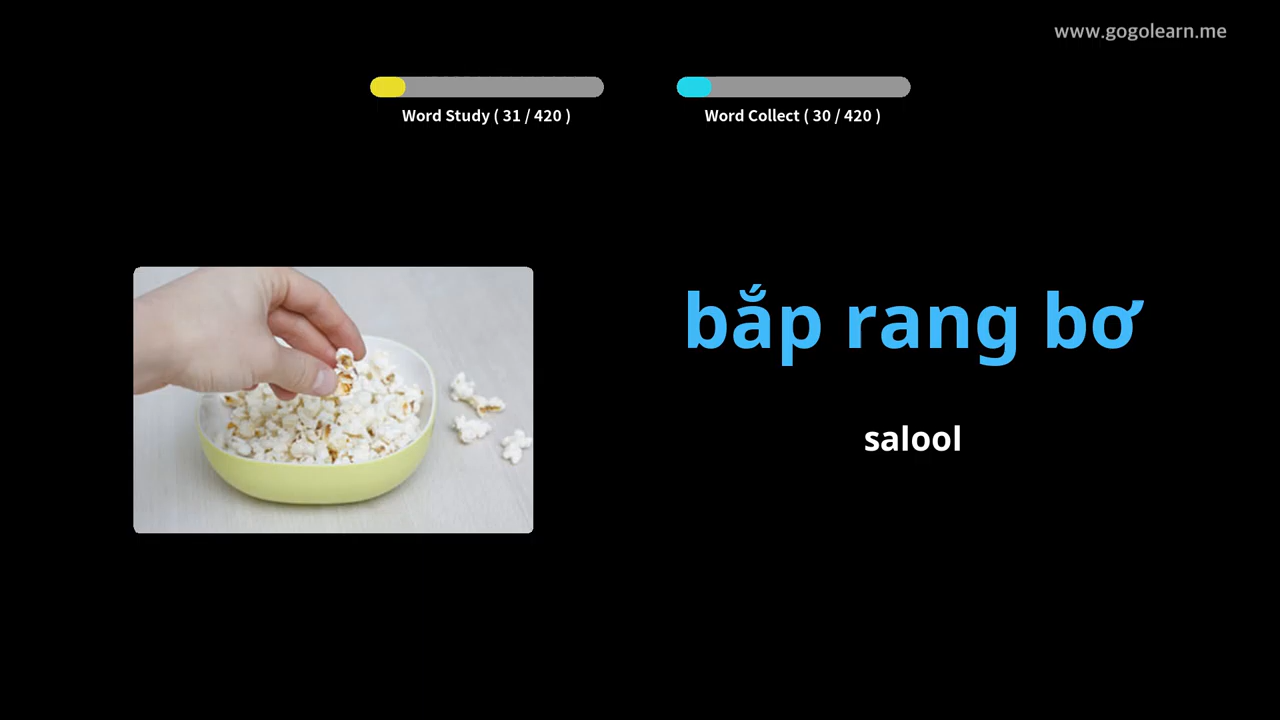 www.gogolearn.me
Word Study ( 31 / 420 )
Word Collect ( 30 / 420 )
bắp rang bơ
salool